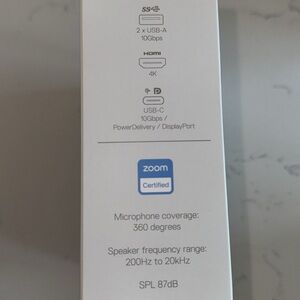 SS
2 x USB-A
10Gbps
HDMI
4K
USB-C
10Gbps /
PowerDelivery / DisplayPort
zoom
Certified
Microphone coverage:
360 degrees
Speaker frequency range:
200Hz to 20kHz
SPL 87dB